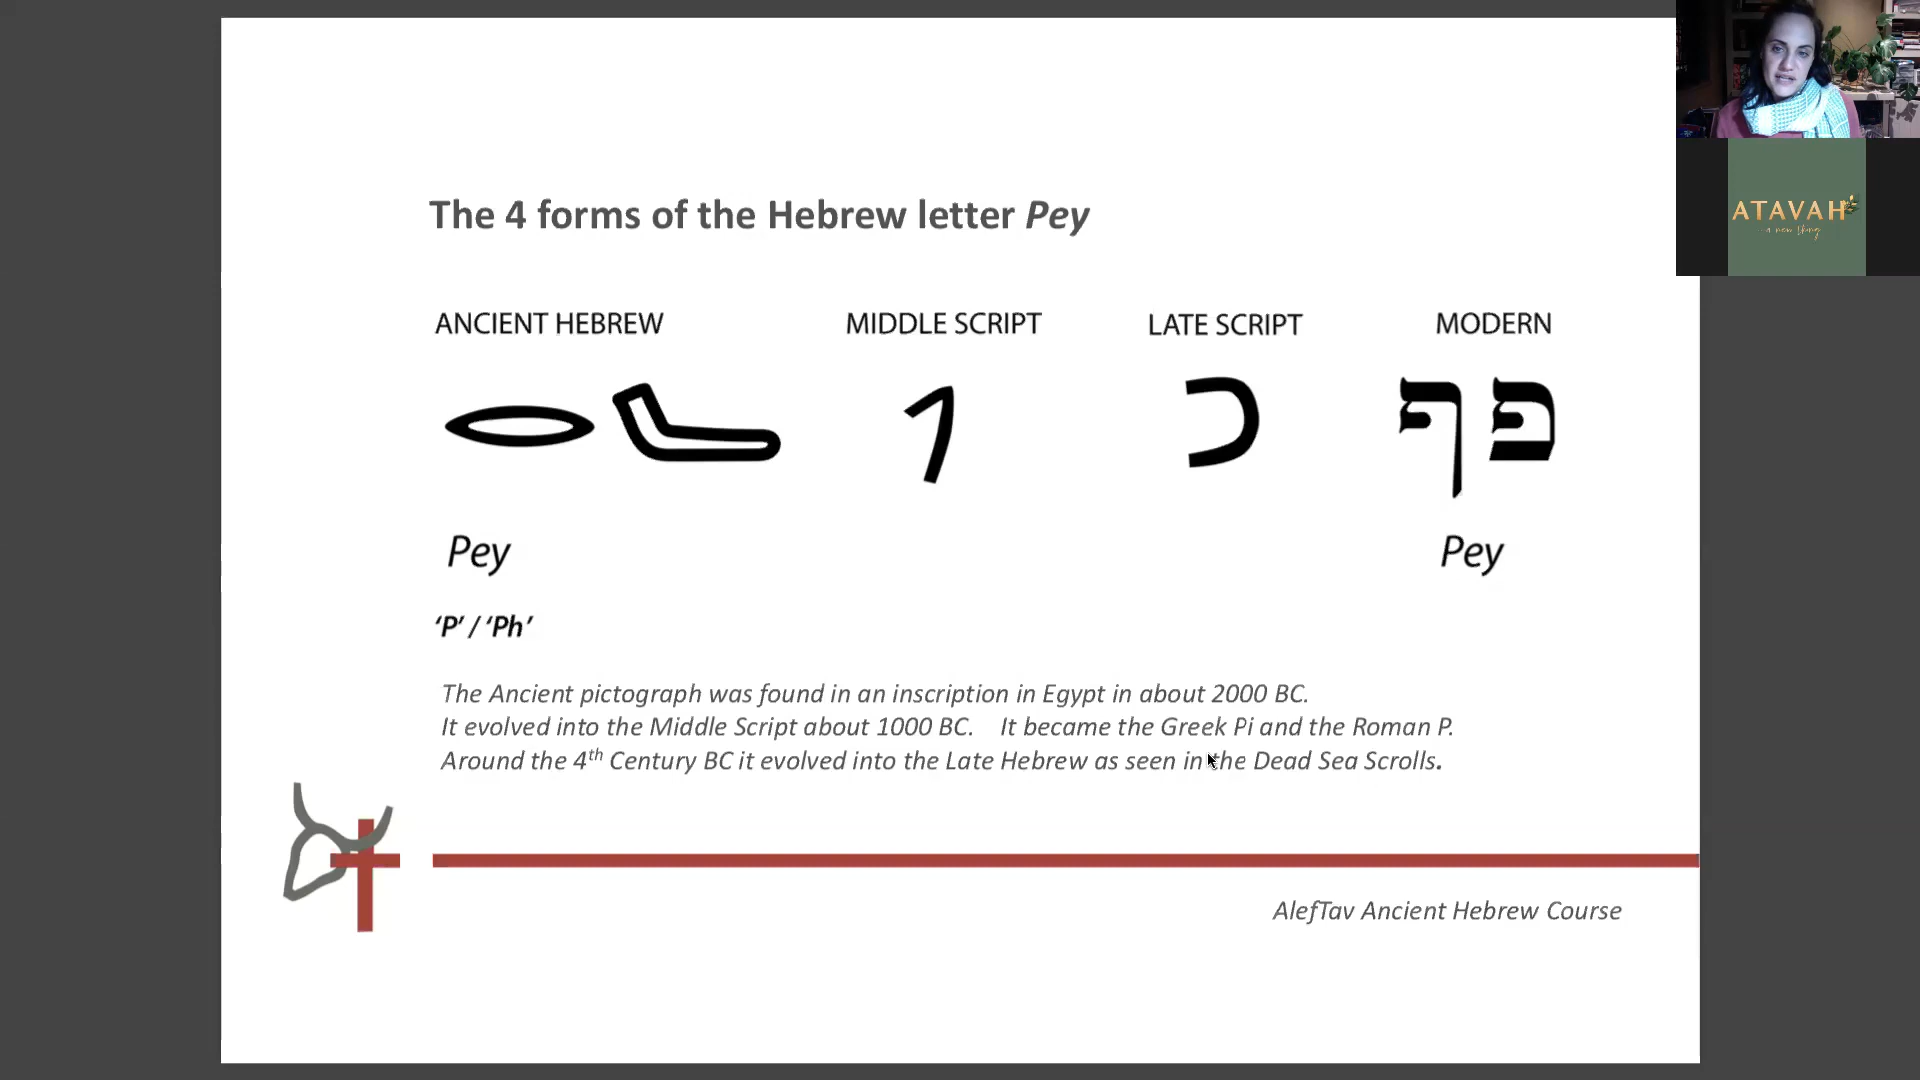 The 4 forms of the Hebrew letter Pey
ANCIENT HEBREW MIDDLE SCRIPT LATE SCRIPT MODERN
ף פ
Pey Pey
‘P’ / ‘Ph’
The Ancient pictograph was found in an inscription in Egypt in about 2000 BC.
It evolved into the Middle Script about 1000 BC. It became the Greek Pi and the Roman P.
Around the 4th Century BC it evolved into the Late Hebrew as seen in the Dead Sea Scrolls.
AlefTav Ancient Hebrew Course
ATAVAH
a new thing